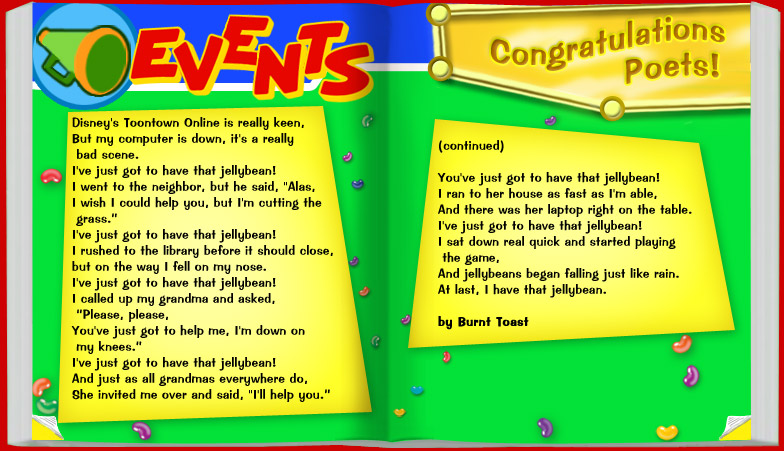 EVENTS
Disney's Toontown Online is really keen,
But my computer is down, it's a really
bad scene.
I've just got to have that jellybean!
I went to the neighbor, but he said, "Alas,
I wish I could help you, but I'm cutting the
grass."
I've just got to have that jellybean!
I rushed to the library before it should close,
but on the way I fell on my nose.
I've just got to have that jellybean!
I called up my grandma and asked,
"Please, please,
You've just got to help me, I'm down on
my knees."
I've just got to have that jellybean!
And just as all grandmas everywhere do,
She invited me over and said, "I'll help you."
Congratulations
Poets!
(continued)
You've just got to have that jellybean!
I ran to her house as fast as I'm able,
And there was her laptop right on the table.
I've just got to have that jellybean!
I sat down real quick and started playing
the game,
And jellybeans began falling just like rain.
At last, I have that jellybean.
by Burnt Toast